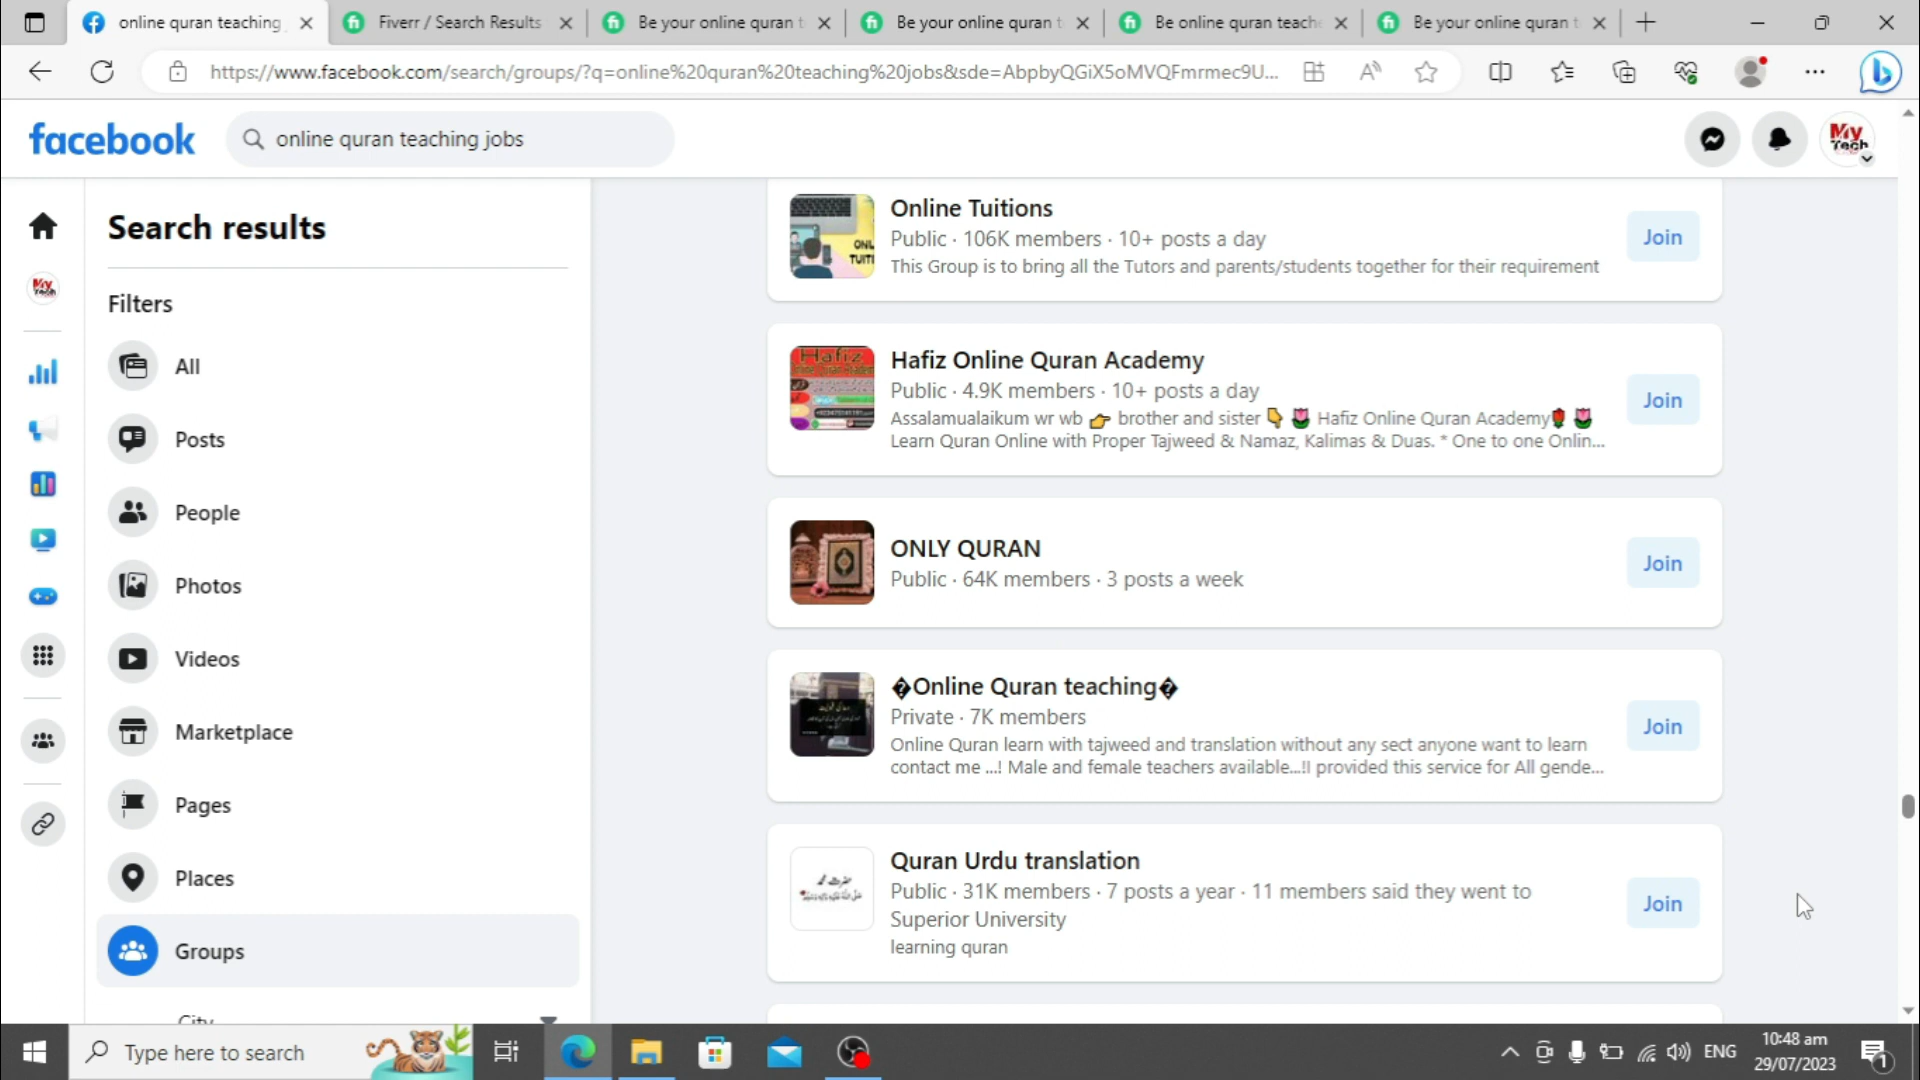 online quran teaching
Fiverr / Search Results
Be your online quran t
Be your online quran t
Be online quran teache
Be your online quran t
https://www.facebook.com/search/groups/?q=online%20quran%20teaching%20jobs&sde=AbpbyQGiX5oMVQFmrmec9U...
facebook
online quran teaching jobs
My Tech
Search results
Filters
All
Posts
People
Photos
Videos
Marketplace
Pages
Places
Groups
City
Online Tuitions
Public · 106K members · 10+ posts a day
This Group is to bring all the Tutors and parents/students together for their requirement
Join
Hafiz Online Quran Academy
Public · 4.9K members · 10+ posts a day
Assalamualaikum wr wb 👉 brother and sister 👇 🌷 Hafiz Online Quran Academy🌹 🌷
Learn Quran Online with Proper Tajweed & Namaz, Kalimas & Duas. * One to one Onlin...
Join
ONLY QURAN
Public · 64K members · 3 posts a week
Join
�Online Quran teaching�
Private · 7K members
Online Quran learn with tajweed and translation without any sect anyone want to learn
contact me ...! Male and female teachers available...!I provided this service for All gende...
Join
Quran Urdu translation
Public · 31K members · 7 posts a year · 11 members said they went to
Superior University
learning quran
Join
Type here to search
ENG
10:48 am
29/07/2023
1